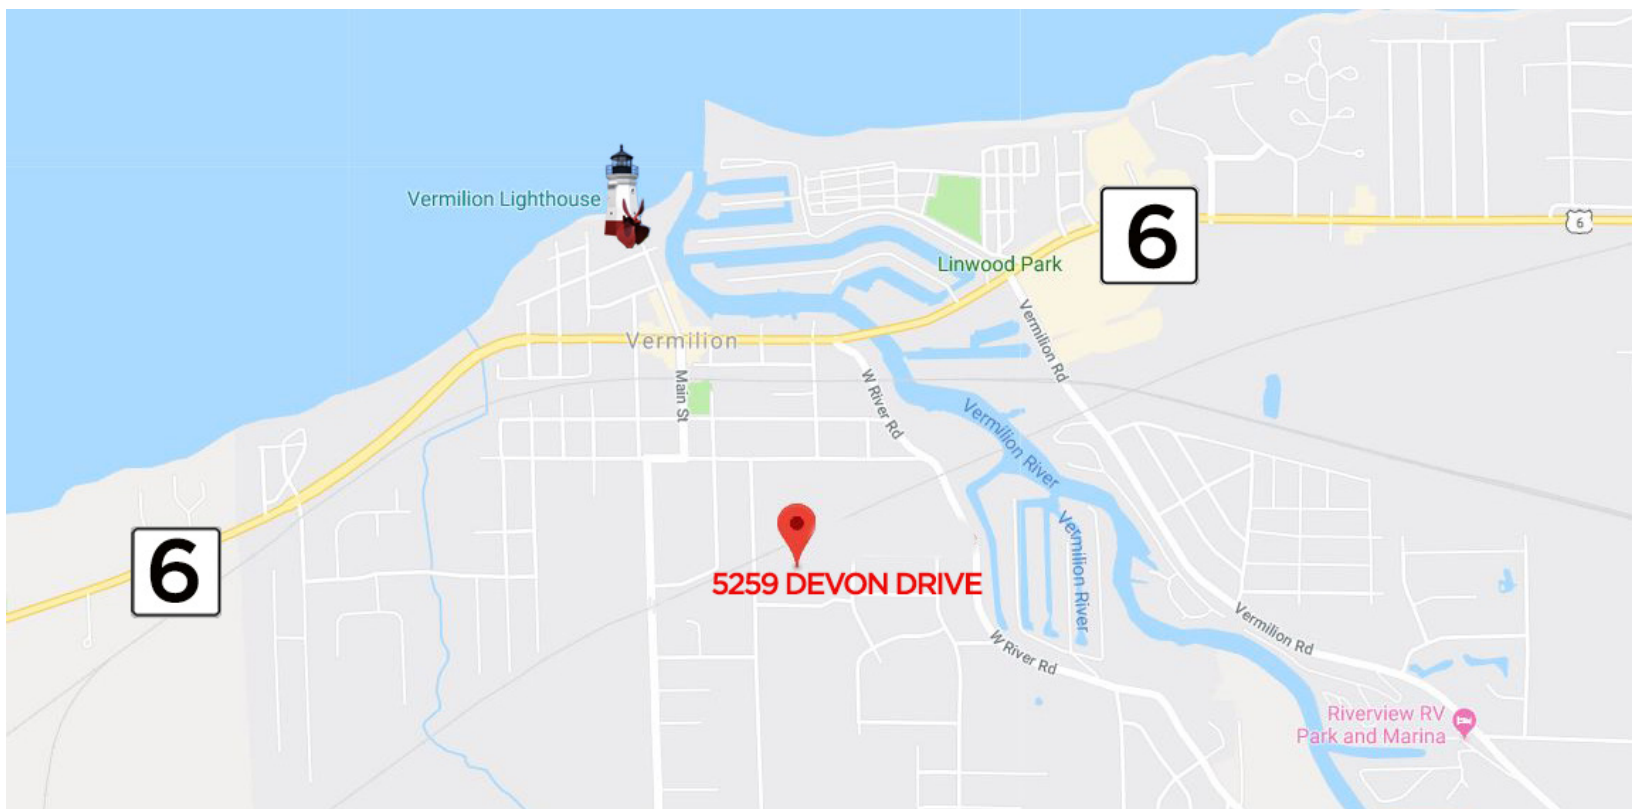 Vermilion Lighthouse
6
6
Linwood Park
Vermilion Rd
Vermilion
Main St
W River Rd
Vermilion River
6
5259 DEVON DRIVE
Vermilion River
W River Rd
Vermilion Rd
Riverview RV
Park and Marina